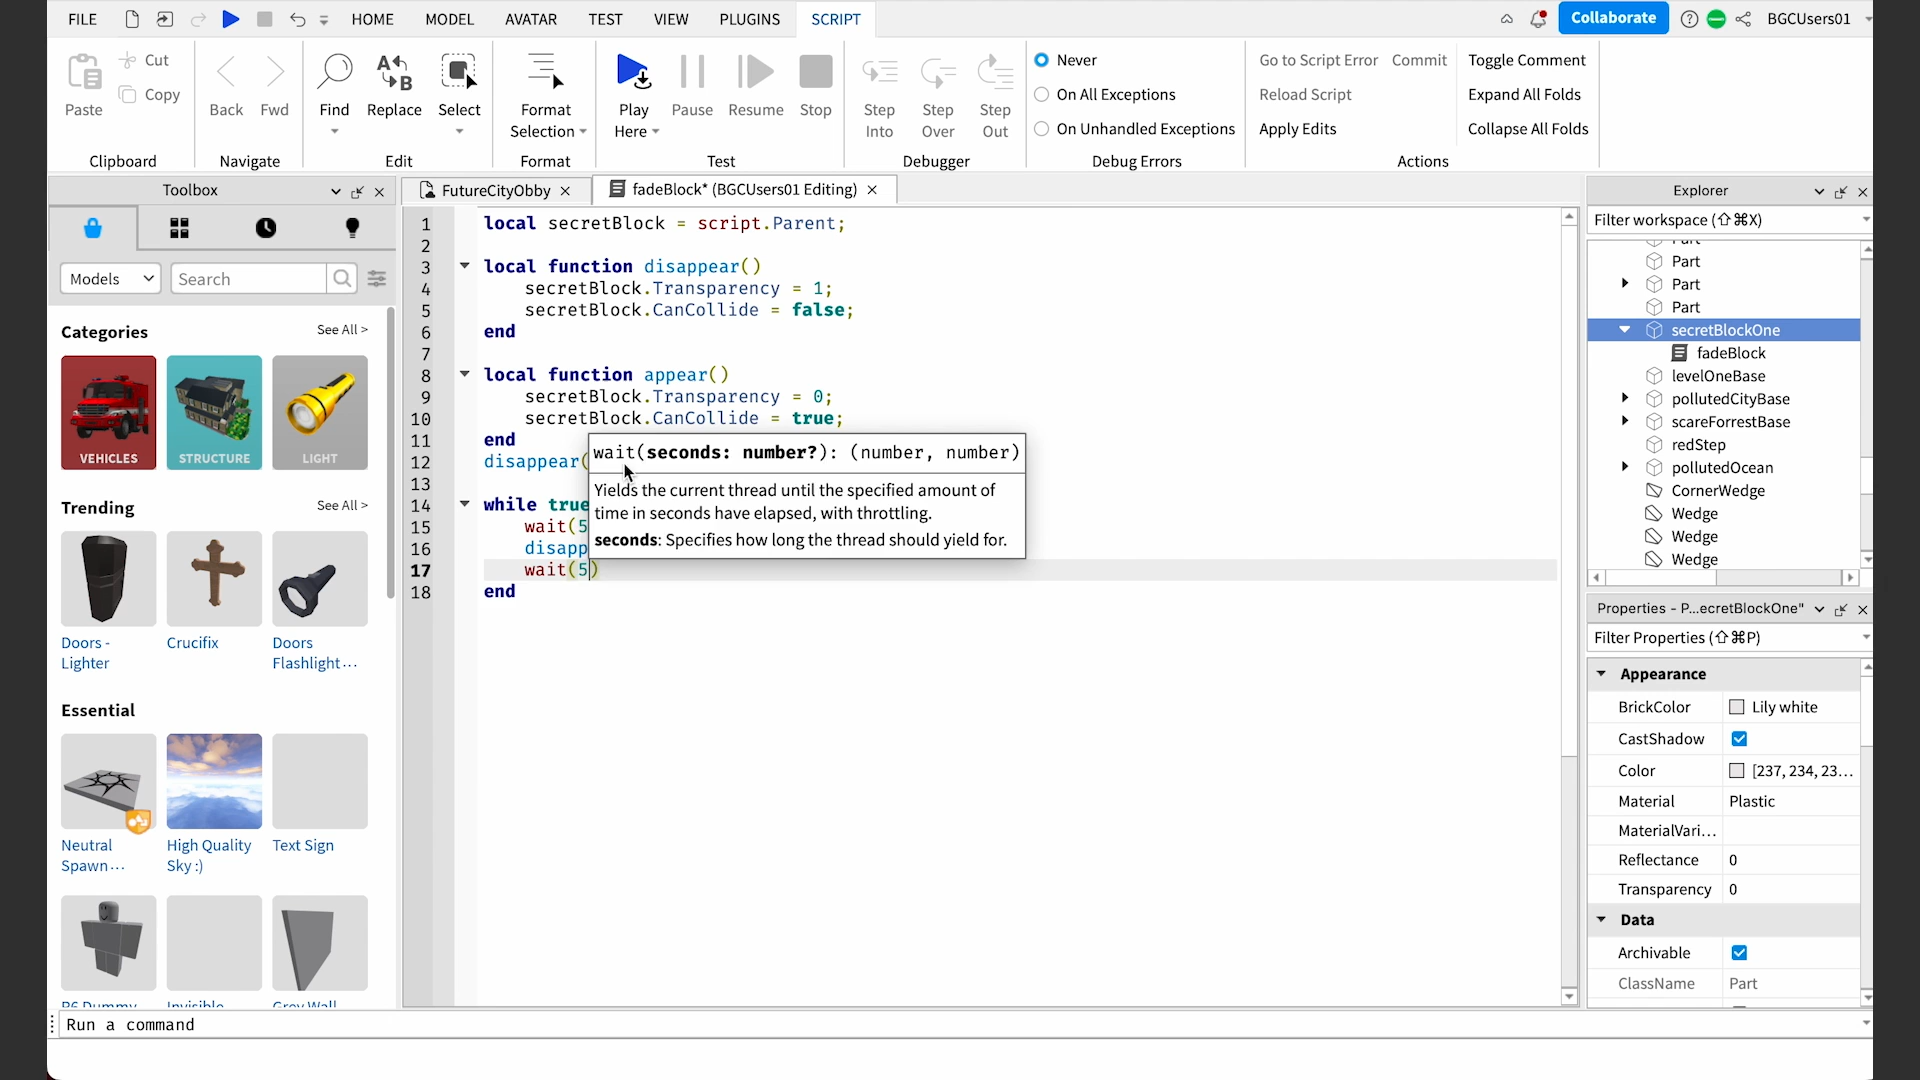 FILE
HOME
MODEL
AVATAR
TEST
VIEW
PLUGINS
SCRIPT
Collaborate
BGCUsers01
Paste
Cut
Copy
Clipboard
Back
Fwd
Navigate
Find
Replace
Select
Edit
Format
Selection
Format
Play
Here
Pause
Resume
Stop
Test
Step
Into
Step
Over
Step
Out
Debugger
Never
On All Exceptions
On Unhandled Exceptions
Debug Errors
Go to Script Error
Commit
Reload Script
Apply Edits
Toggle Comment
Expand All Folds
Collapse All Folds
Actions
Toolbox
Models
Search
Categories
See All >
VEHICLES
STRUCTURE
LIGHT
Trending
See All >
Doors -
Lighter
Crucifix
Doors
Flashlight...
Essential
Neutral
Spawn...
High Quality
Sky :)
Text Sign
R6 Dummy
Invisible
Grey Wall
FutureCityObby
fadeBlock* (BGCUsers01 Editing)
1 local secretBlock = script.Parent;
2
3 local function disappear()
4 secretBlock.Transparency = 1;
5 secretBlock.CanCollide = false;
6 end
7
8 local function appear()
9 secretBlock.Transparency = 0;
10 secretBlock.CanCollide = true;
11 end
12 disappear(
13
14 while true
15 wait(5
16 disapp
17 wait(5)
18 end
wait(seconds: number?): (number, number)
Yields the current thread until the specified amount of
time in seconds have elapsed, with throttling.
seconds: Specifies how long the thread should yield for.
Explorer
Filter workspace (⇧⌘X)
Part
Part
Part
Part
secretBlockOne
fadeBlock
levelOneBase
pollutedCityBase
scareForrestBase
redStep
pollutedOcean
CornerWedge
Wedge
Wedge
Wedge
Properties - P...ecretBlockOne"
Filter Properties (⇧⌘P)
Appearance
BrickColor Lily white
CastShadow
Color [237, 234, 23...
Material Plastic
MaterialVari...
Reflectance 0
Transparency 0
Data
Archivable
ClassName Part
Run a command